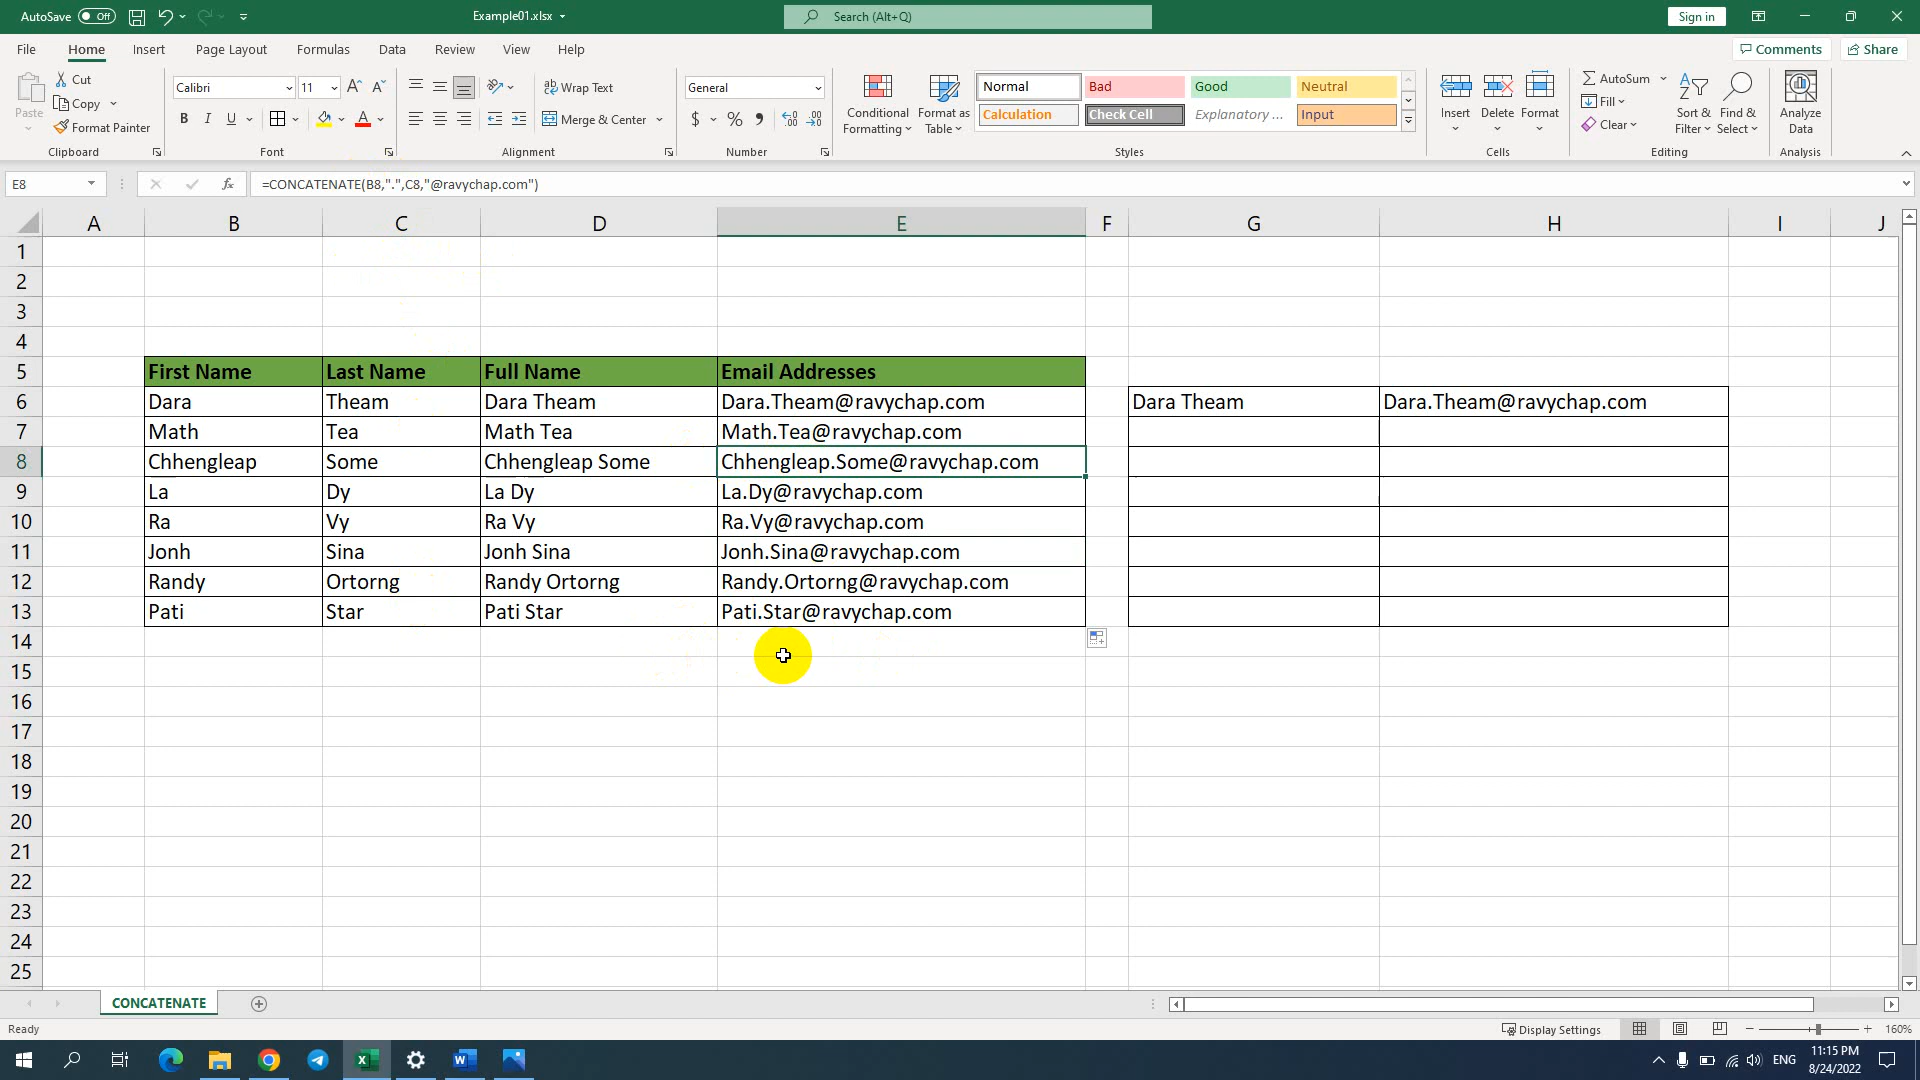 AutoSave Off Example01.xlsx Search (Alt+Q) Sign in
File Home Insert Page Layout Formulas Data Review View Help Comments Share
Paste
Cut
Copy
Format Painter
Clipboard
Calibri 11
B I U
Font
Wrap Text
Merge & Center
Alignment
General
$ %
Number
Conditional Formatting
Format as Table
Normal Bad Good Neutral
Calculation Check Cell Explanatory ... Input
Styles
Insert Delete Format
Cells
AutoSum
Fill
Clear
Sort & Filter
Find & Select
Editing
Analyze Data
Analysis
E8 fx =CONCATENATE(B8,".",C8,"@ravychap.com")
A B C D E F G H I J
1
2
3
4
5 First Name Last Name Full Name Email Addresses
6 Dara Theam Dara Theam Dara.Theam@ravychap.com Dara Theam Dara.Theam@ravychap.com
7 Math Tea Math Tea Math.Tea@ravychap.com
8 Chhengleap Some Chhengleap Some Chhengleap.Some@ravychap.com
9 La Dy La Dy La.Dy@ravychap.com
10 Ra Vy Ra Vy Ra.Vy@ravychap.com
11 Jonh Sina Jonh Sina Jonh.Sina@ravychap.com
12 Randy Ortorng Randy Ortorng Randy.Ortorng@ravychap.com
13 Pati Star Pati Star Pati.Star@ravychap.com
14
15
16
17
18
19
20
21
22
23
24
25
CONCATENATE
Ready Display Settings 160%
ENG 11:15 PM
8/24/2022